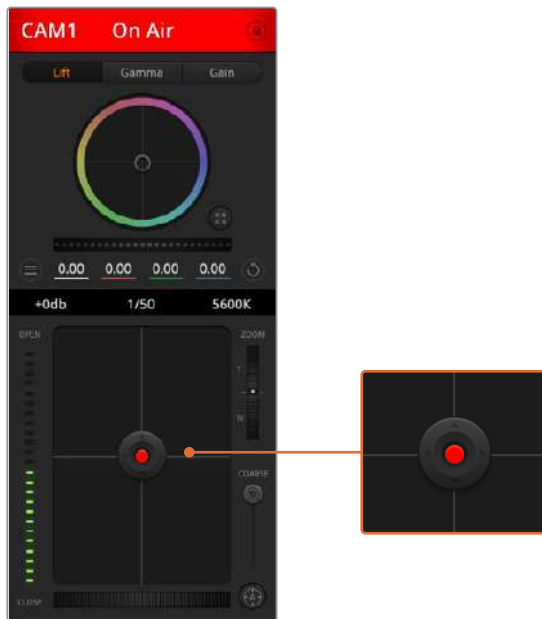 CAM1 On Air
Lift Gamma Gain
0.00 0.00 0.00 0.00
+0db 1/50 5600K
OPEN ZOOM
T
W
COARSE
CLOSE